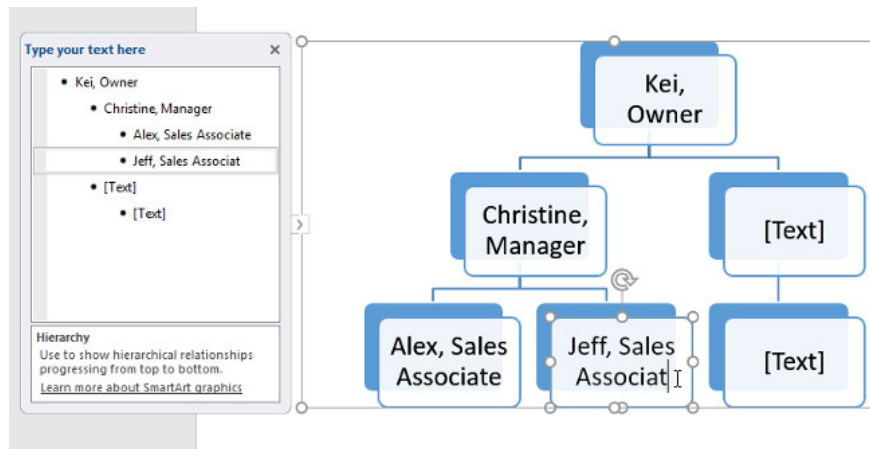 Type your text here
Kei, Owner
Christine, Manager
Alex, Sales Associate
Jeff, Sales Associat
[Text]
[Text]
Hierarchy
Use to show hierarchical relationships
progressing from top to bottom.
Learn more about SmartArt graphics
Kei,
Owner
Christine,
Manager
[Text]
Alex, Sales
Associate
Jeff, Sales
Associat
[Text]